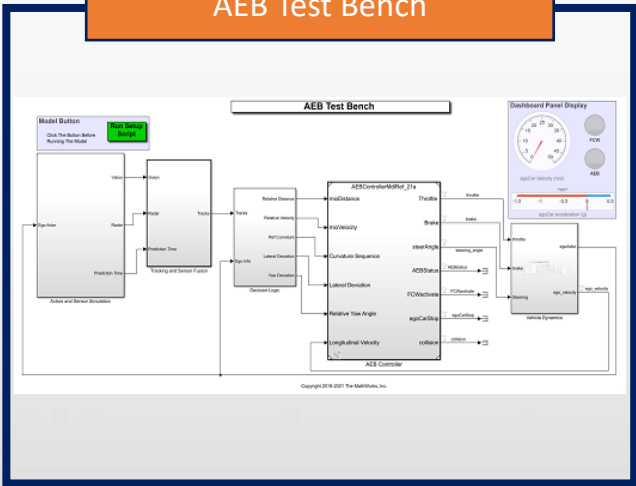 AEB Test Bench
AEB Test Bench
Model Button
Click The Button Before
Running The Model
Run Setup
Script
Dashboard Panel Display
FCW
AEB
egoCar Velocity (m/s)
egoCar acceleration (g)
Vision
Radar
Prediction Time
Ego Actor
Actors and Sensor Simulation
Vision
Radar
Prediction Time
Tracks
Tracking and Sensor Fusion
Tracks
Ego Info
Relative Distance
Relative Velocity
Ref Curvature
Lateral Deviation
Yaw Deviation
Decision Logic
AEBControllerMdlRef_21a
mioDistance
mioVelocity
Curvature Sequence
Lateral Deviation
Relative Yaw Angle
Longitudinal Velocity
Throttle
Brake
steerAngle
AEBStatus
FCWactivate
egoCarStop
collision
AEB Controller
throttle
brake
steering_angle
AEBstatus
FCWactivate
egoCarStop
collision
throttle
brake
Steering
egoActor
ego_velocity
Vehicle Dynamics
ego_velocity
Copyright 2018-2021 The MathWorks, Inc.